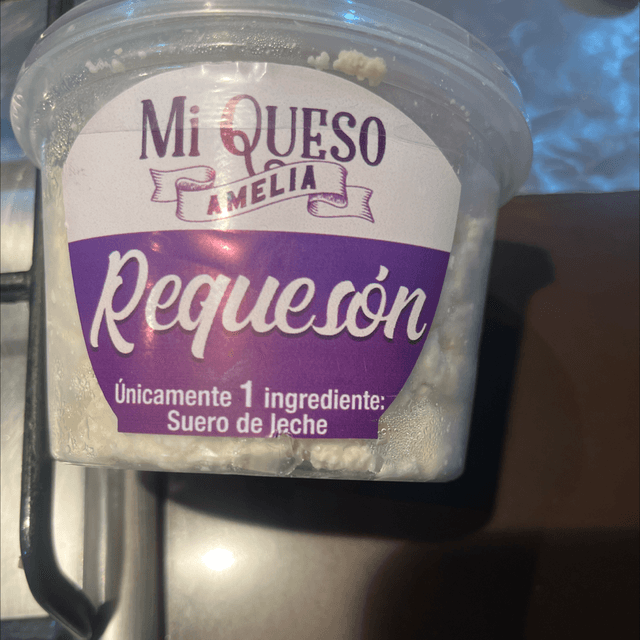 Mi QUESO
AMELIA
Requesón
Únicamente 1 ingrediente:
Suero de leche